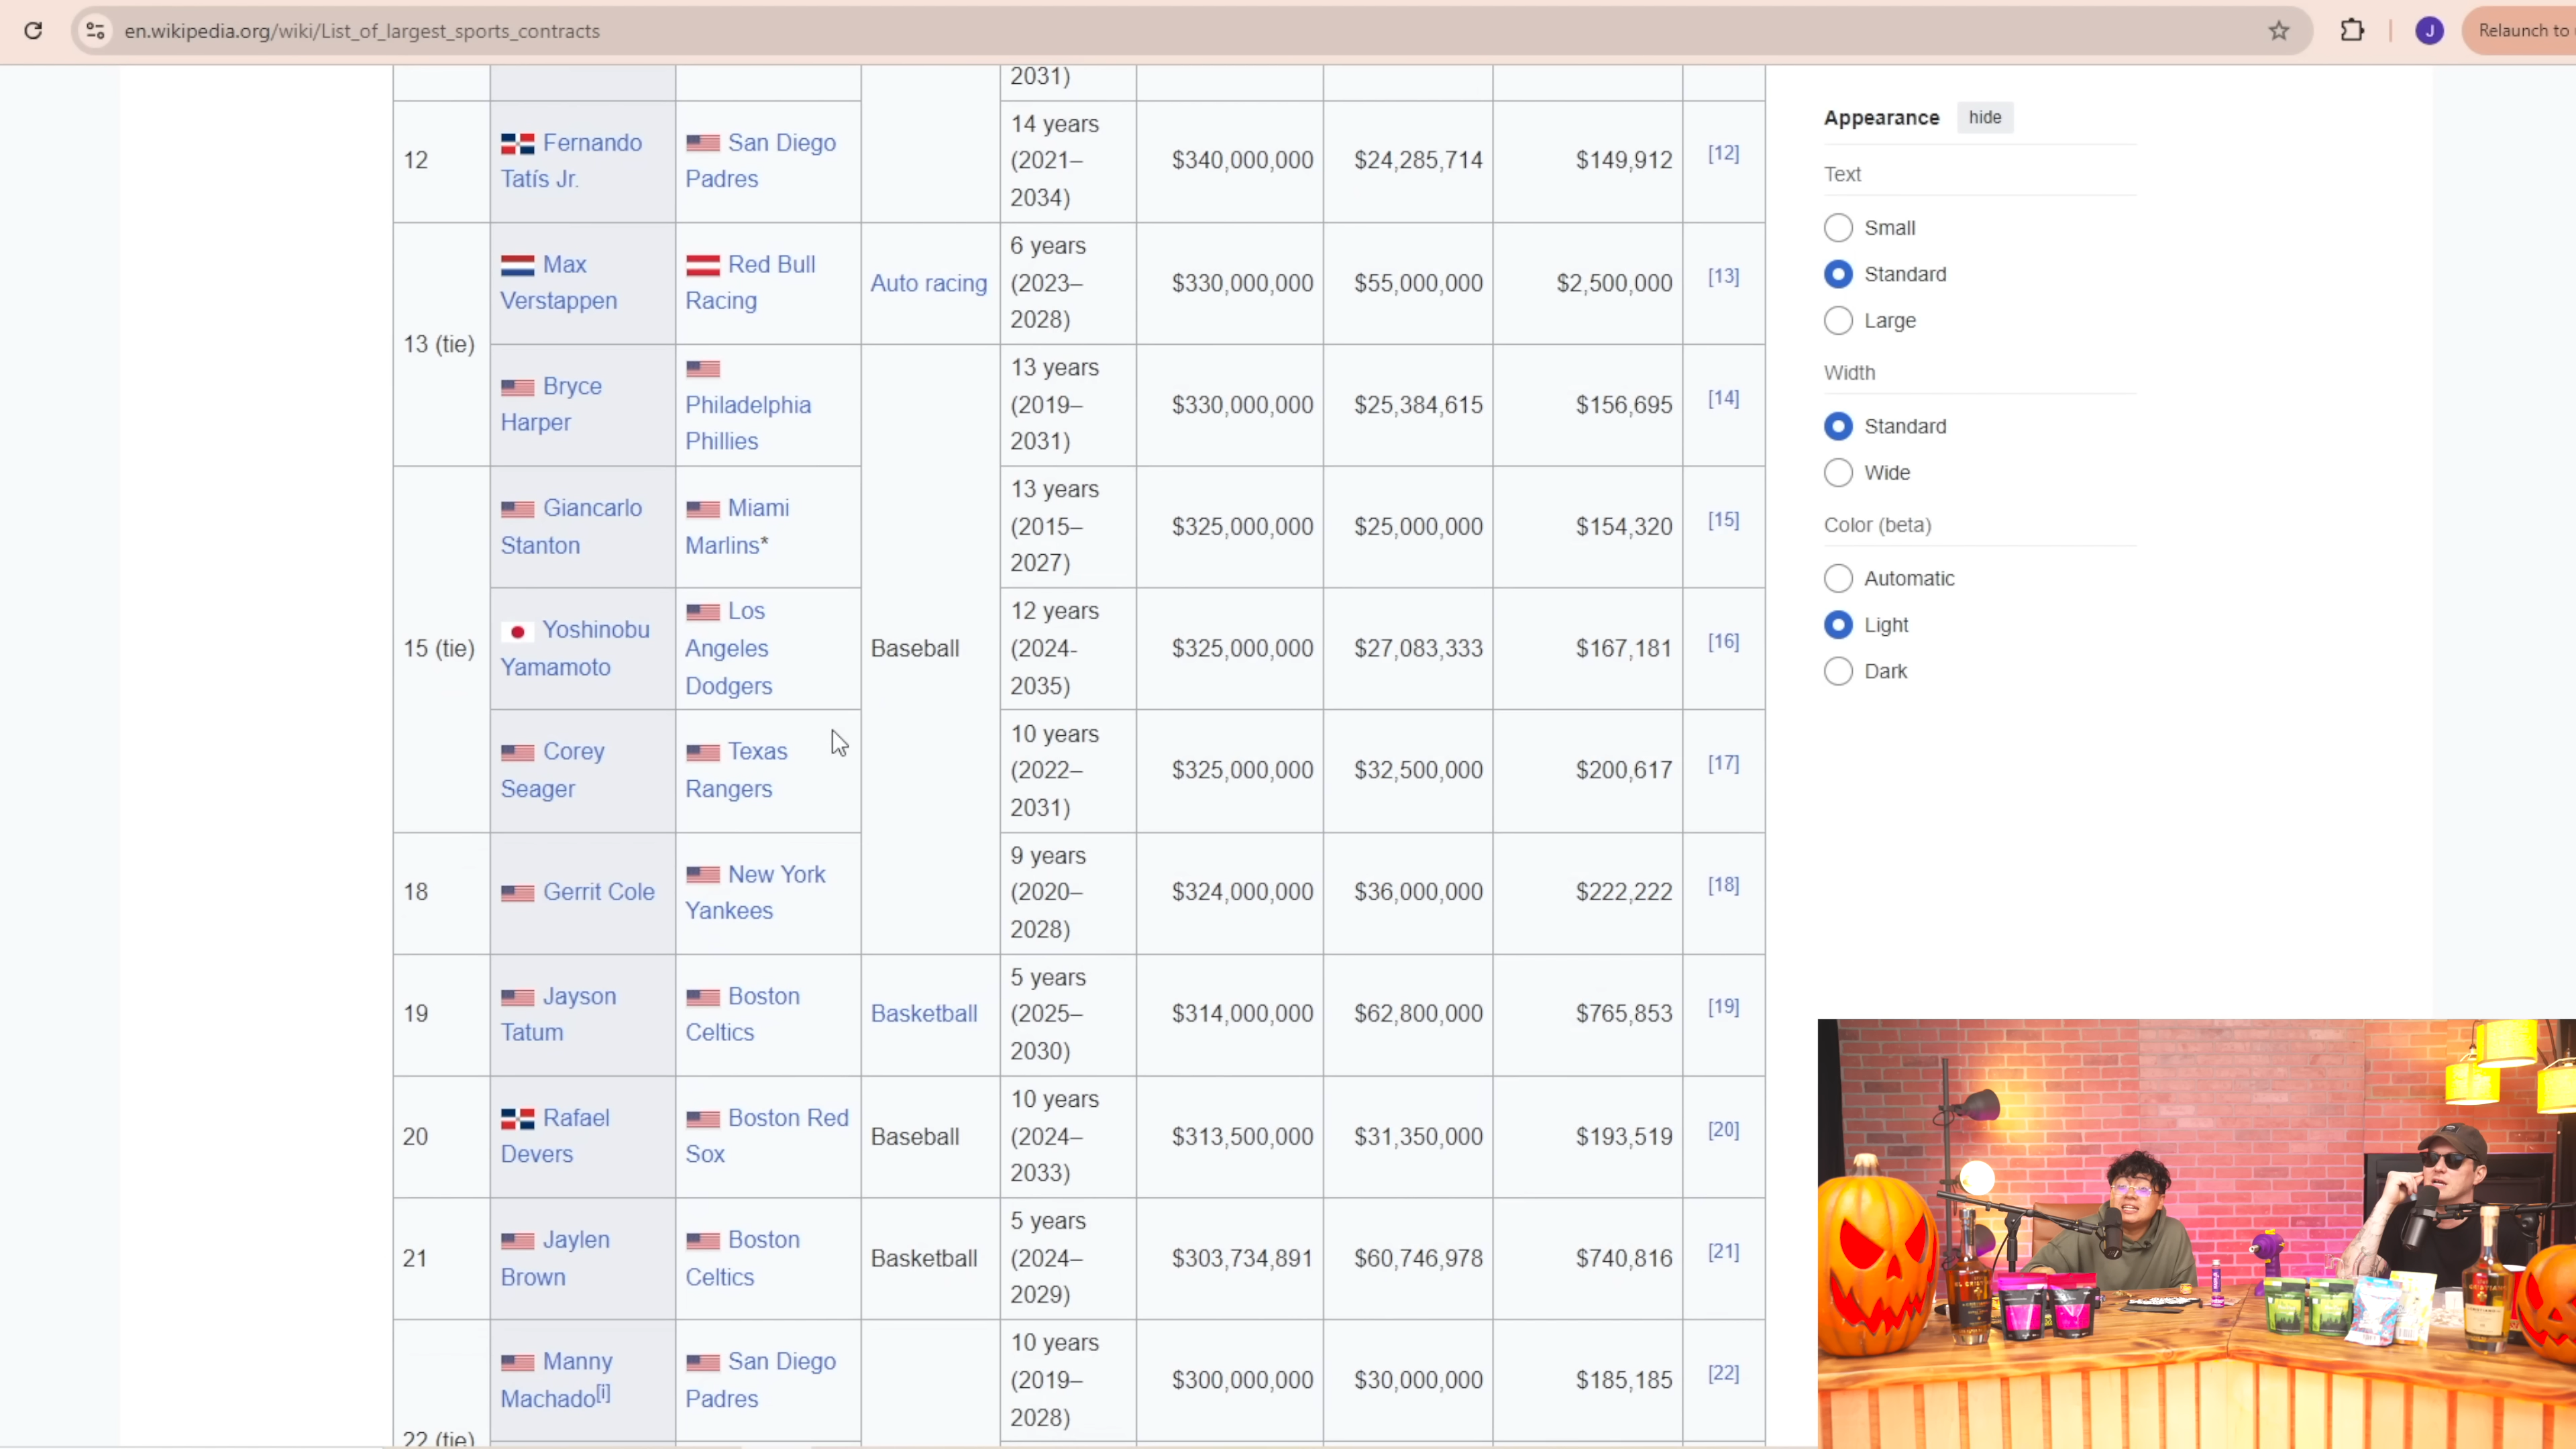 en.wikipedia.org/wiki/List_of_largest_sports_contracts
J
Relaunch to
2031)
12
Fernando
Tatís Jr.
San Diego
Padres
14 years
(2021–
2034)
$340,000,000
$24,285,714
$149,912
[12]
13 (tie)
Max
Verstappen
Red Bull
Racing
Auto racing
6 years
(2023–
2028)
$330,000,000
$55,000,000
$2,500,000
[13]
Bryce
Harper
Philadelphia
Phillies
13 years
(2019–
2031)
$330,000,000
$25,384,615
$156,695
[14]
15 (tie)
Giancarlo
Stanton
Miami
Marlins*
13 years
(2015–
2027)
$325,000,000
$25,000,000
$154,320
[15]
Yoshinobu
Yamamoto
Los
Angeles
Dodgers
Baseball
12 years
(2024-
2035)
$325,000,000
$27,083,333
$167,181
[16]
Corey
Seager
Texas
Rangers
10 years
(2022–
2031)
$325,000,000
$32,500,000
$200,617
[17]
18
Gerrit Cole
New York
Yankees
9 years
(2020–
2028)
$324,000,000
$36,000,000
$222,222
[18]
19
Jayson
Tatum
Boston
Celtics
Basketball
5 years
(2025–
2030)
$314,000,000
$62,800,000
$765,853
[19]
20
Rafael
Devers
Boston Red
Sox
Baseball
10 years
(2024–
2033)
$313,500,000
$31,350,000
$193,519
[20]
21
Jaylen
Brown
Boston
Celtics
Basketball
5 years
(2024–
2029)
$303,734,891
$60,746,978
$740,816
[21]
22 (tie)
Manny
Machado[i]
San Diego
Padres
10 years
(2019–
2028)
$300,000,000
$30,000,000
$185,185
[22]
Appearance
hide
Text
Small
Standard
Large
Width
Standard
Wide
Color (beta)
Automatic
Light
Dark